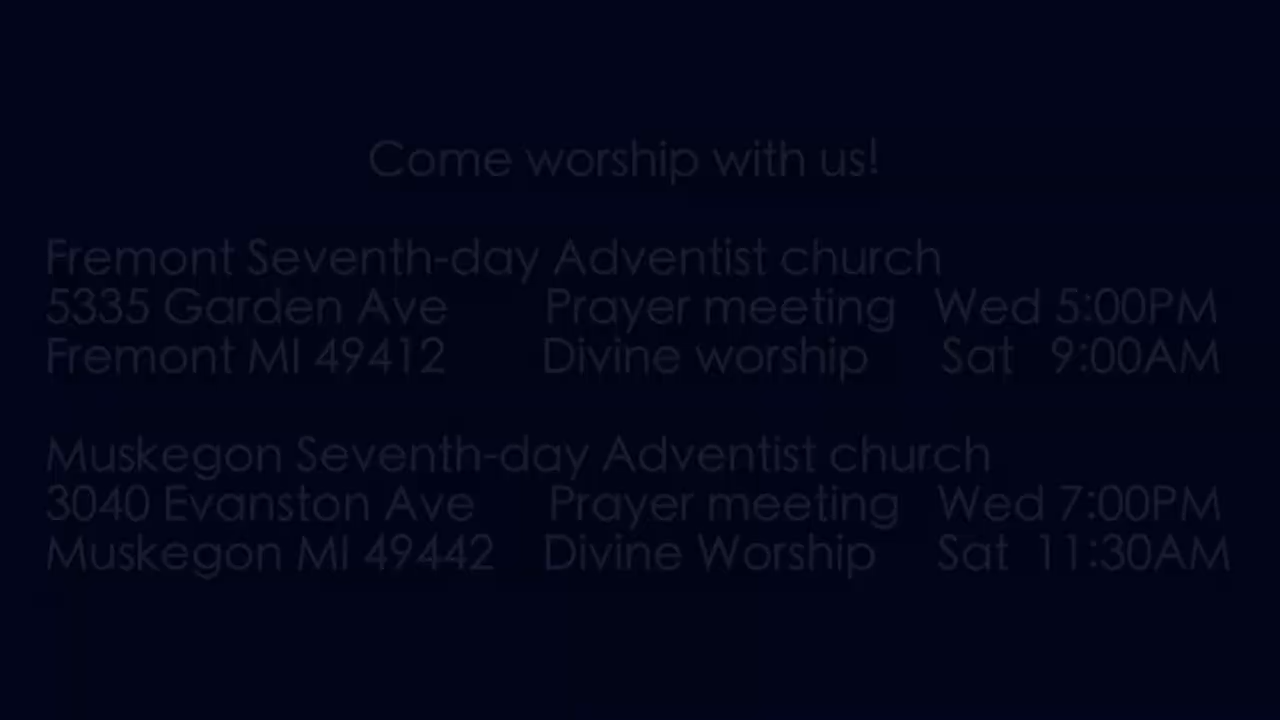 Come worship with us!
Fremont Seventh-day Adventist church
5335 Garden Ave Prayer meeting Wed 5:00PM
Fremont MI 49412 Divine worship Sat 9:00AM
Muskegon Seventh-day Adventist church
3040 Evanston Ave Prayer meeting Wed 7:00PM
Muskegon MI 49442 Divine Worship Sat 11:30AM